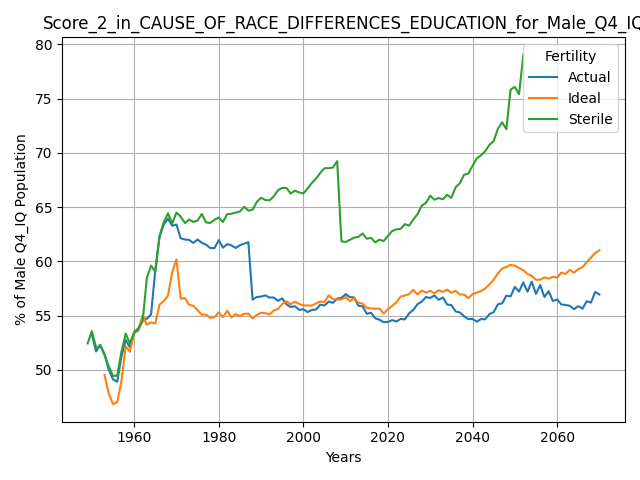 Score_2_in_CAUSE_OF_RACE_DIFFERENCES_EDUCATION_for_Male_Q4_IQ
80
75
70
65
60
55
50
% of Male Q4_IQ Population
Fertility
Actual
Ideal
Sterile
1960
1980
2000
2020
2040
2060
Years